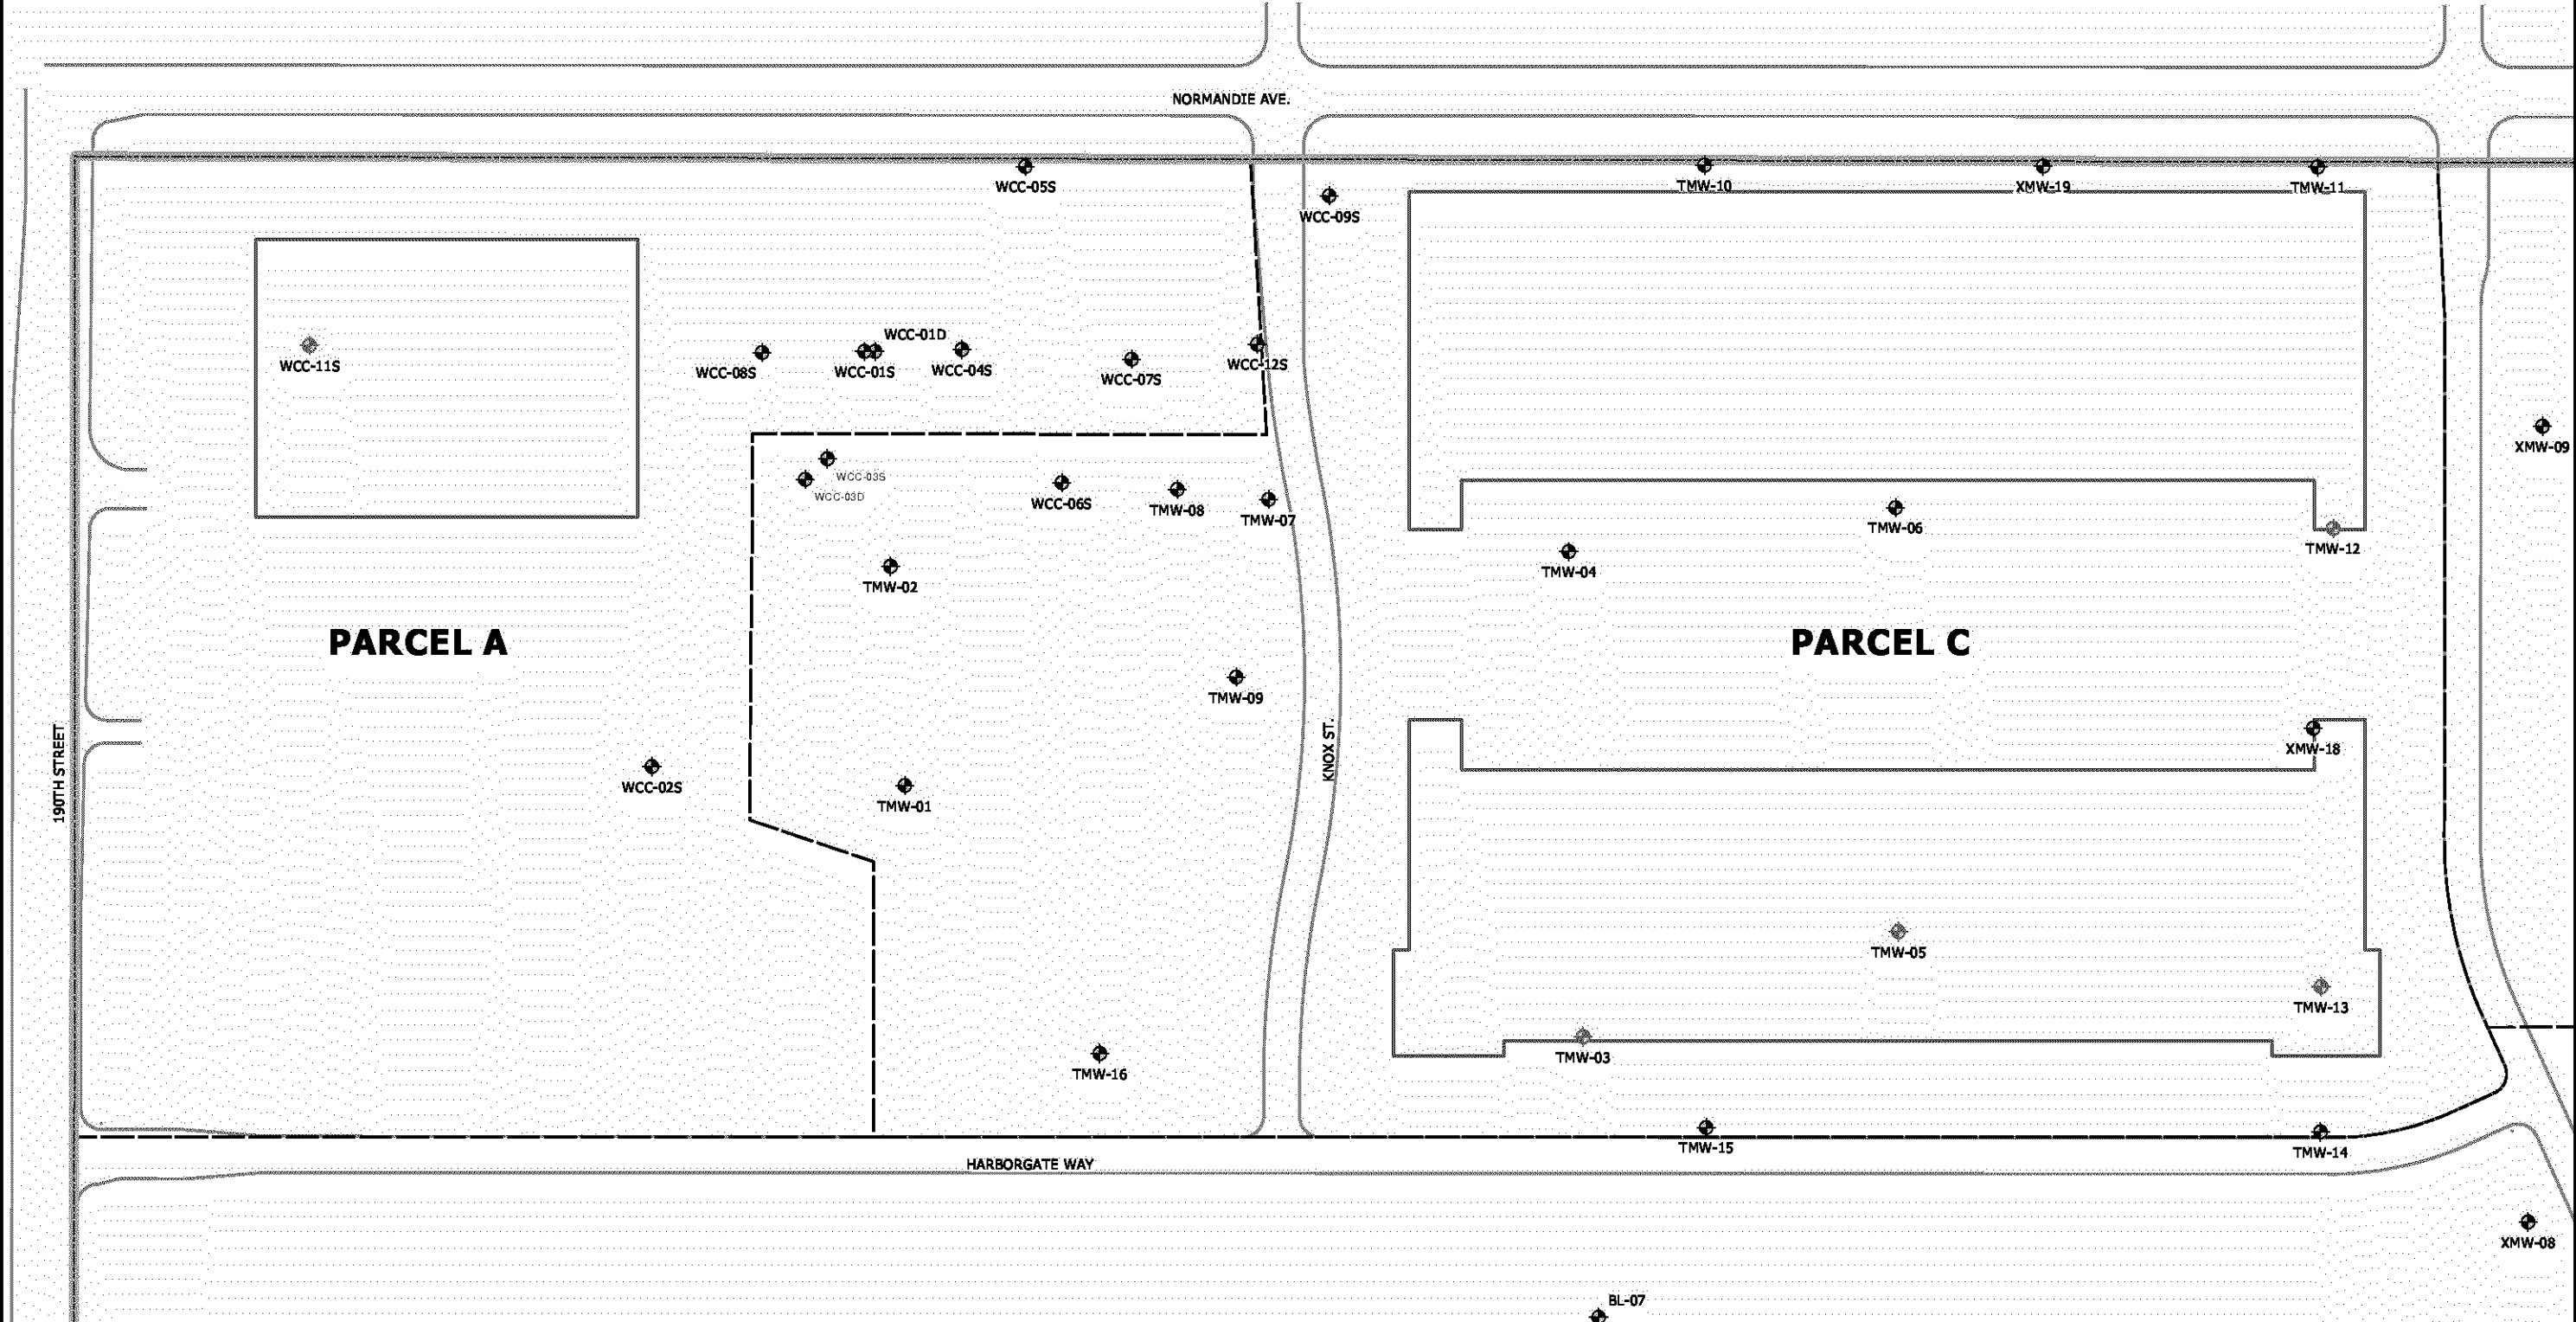 NORMANDIE AVE.
WCC-05S
TMW-10
XMW-19
TMW-11
WCC-09S
WCC-01D
WCC-11S
WCC-08S
WCC-01S
WCC-04S
WCC-07S
WCC-12S
XMW-09
WCC-03S
WCC-03D
WCC-06S
TMW-08
TMW-07
TMW-06
TMW-12
TMW-04
TMW-02
PARCEL A
PARCEL C
TMW-09
KNOX ST.
XMW-18
190TH STREET
WCC-02S
TMW-01
TMW-05
TMW-13
TMW-03
TMW-16
TMW-15
TMW-14
HARBORGATE WAY
XMW-08
BL-07